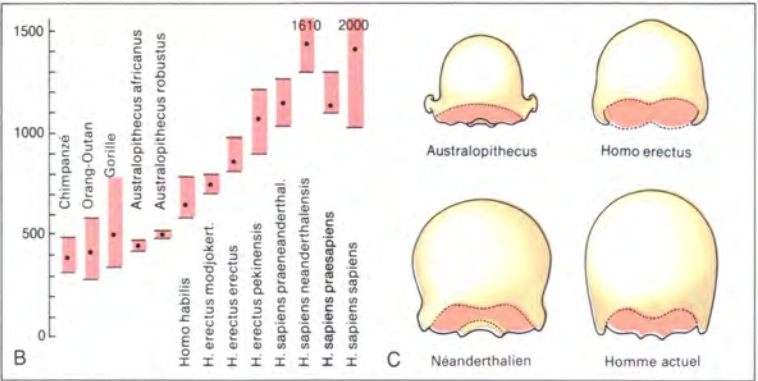 1500
1000
500
0
1610
2000
Chimpanzé
Orang-Outan
Gorille
Australopithecus africanus
Australopithecus robustus
Homo habilis
H. erectus modjokert.
H. erectus erectus
H. erectus pekinensis
H. sapiens praeneanderthal.
H. sapiens neanderthalensis
H. sapiens praesapiens
H. sapiens sapiens
B
Australopithecus
Homo erectus
C
Néanderthalien
Homme actuel